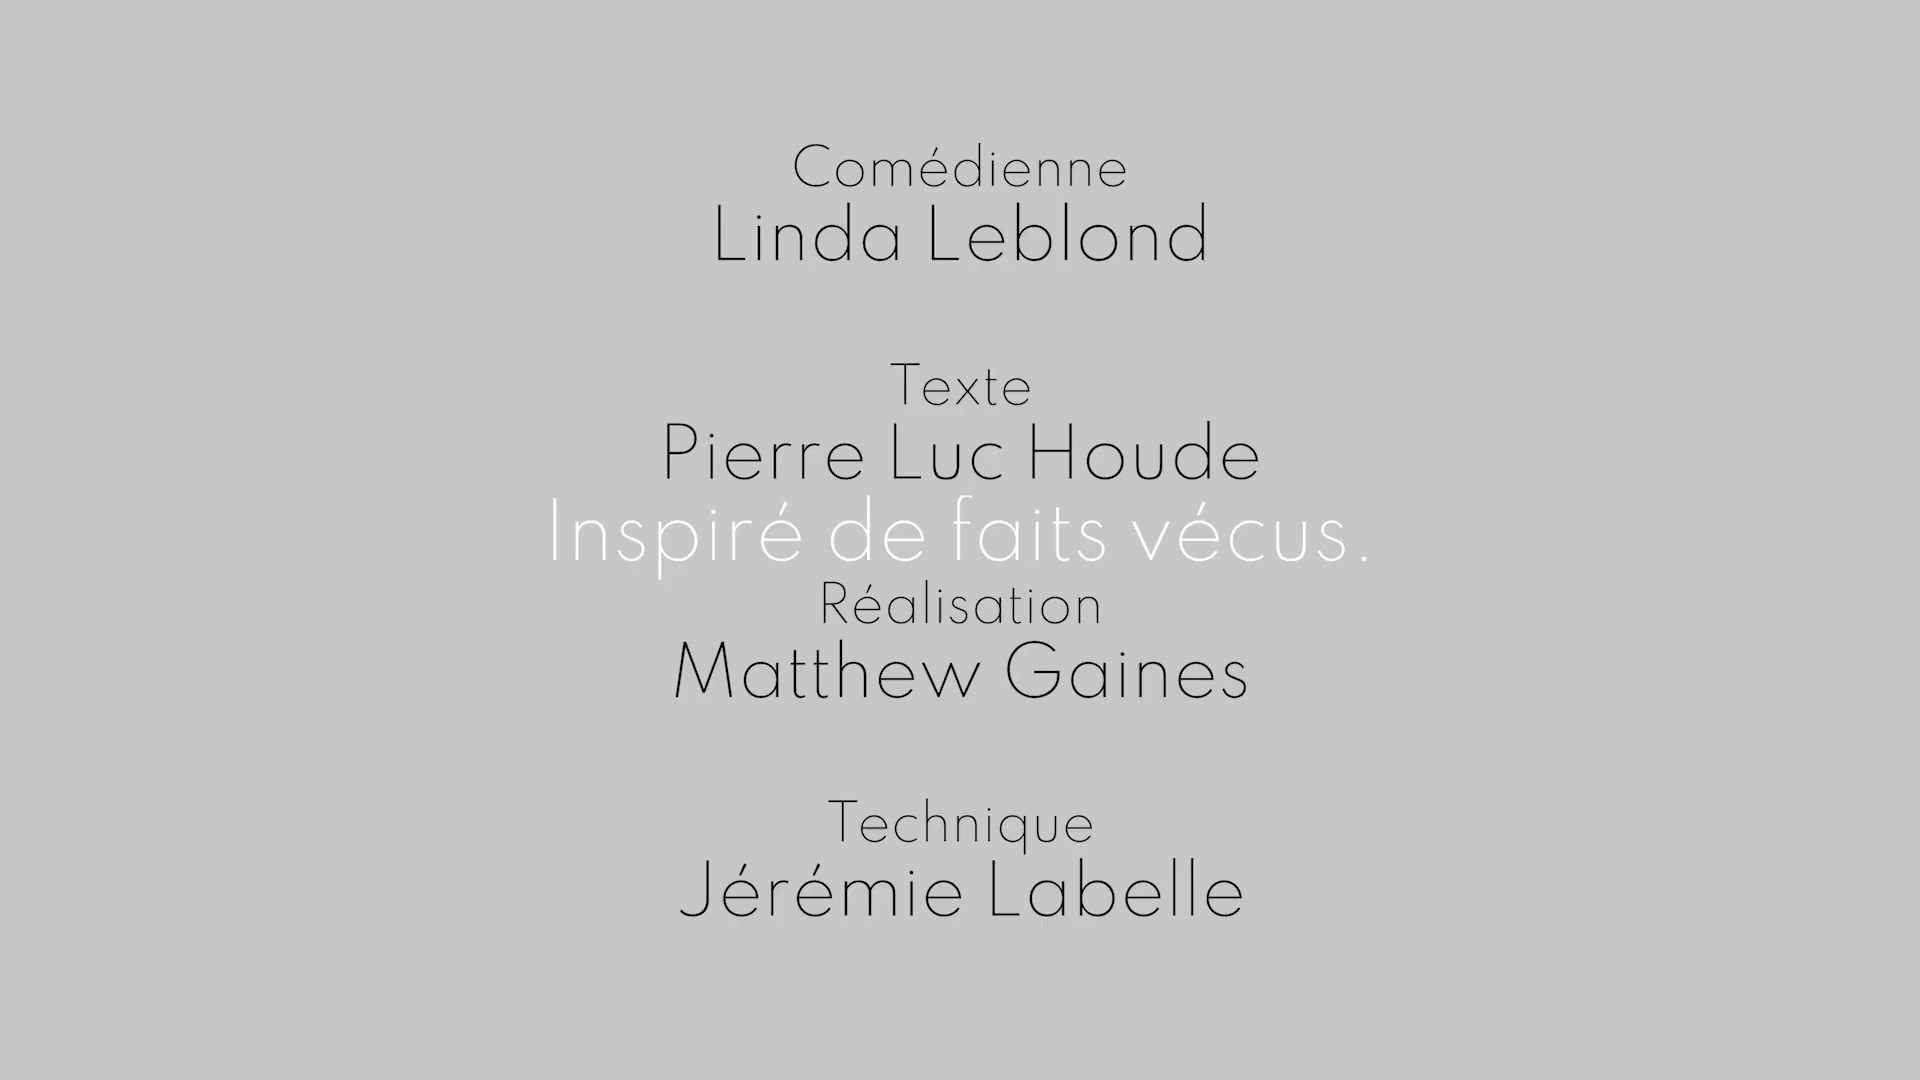 Comédienne
Linda Leblond
Texte
Pierre Luc Houde
Inspiré de faits vécus.
Réalisation
Matthew Gaines
Technique
Jérémie Labelle